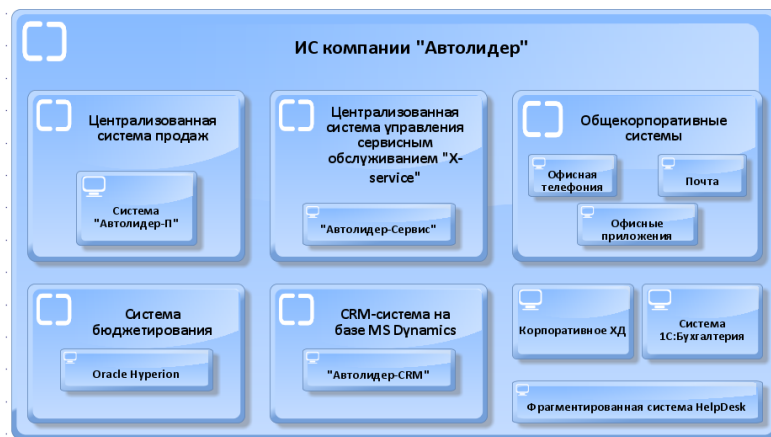 ИС компании "Автолидер"
Централизованная
система продаж
Система
"Автолидер-П"
Централизованная
система управления
сервисным
обслуживанием "X-
service"
"Автолидер-Сервис"
Общекорпоративные
системы
Офисная
телефония
Почта
Офисные
приложения
Система
бюджетирования
Oracle Hyperion
CRM-система на
базе MS Dynamics
"Автолидер-CRM"
Корпоративное ХД
Система
1С:Бухгалтерия
Фрагментированная система HelpDesk